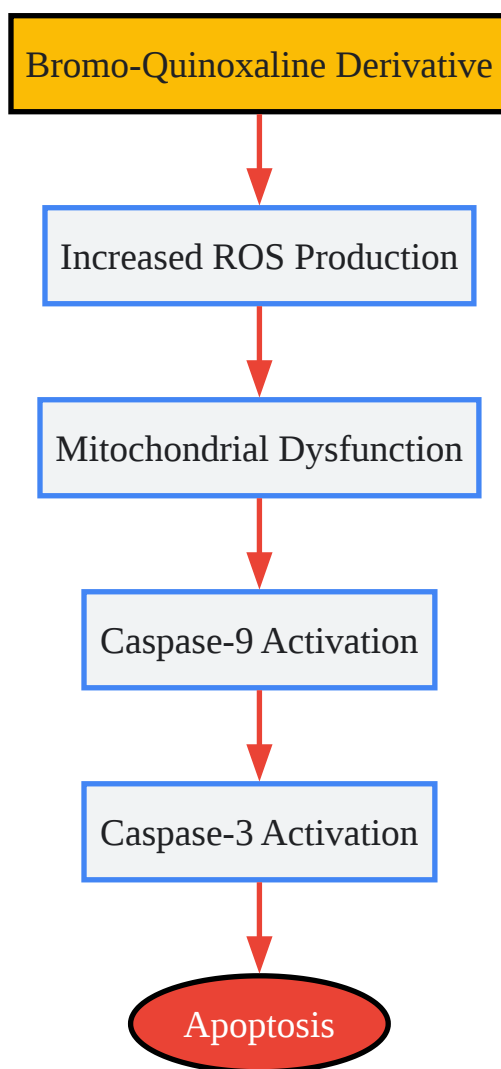 Bromo-Quinoxaline Derivative
Increased ROS Production
Mitochondrial Dysfunction
Caspase-9 Activation
Caspase-3 Activation
Apoptosis